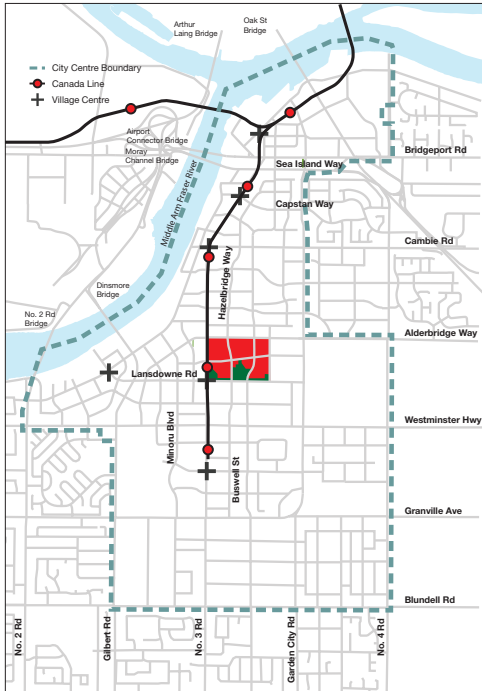 Arthur
Laing Bridge
Oak St
Bridge
City Centre Boundary
Canada Line
Village Centre
Airport
Connector Bridge
Moray
Channel Bridge
Bridgeport Rd
Sea Island Way
Middle Arm Fraser River
Capstan Way
Cambie Rd
Hazelbridge Way
Dinsmore
Bridge
No. 2 Rd
Bridge
Alderbridge Way
Lansdowne Rd
Minoru Blvd
Westminster Hwy
Buswell St
Granville Ave
Blundell Rd
No. 2 Rd
Gilbert Rd
No. 3 Rd
Garden City Rd
No. 4 Rd